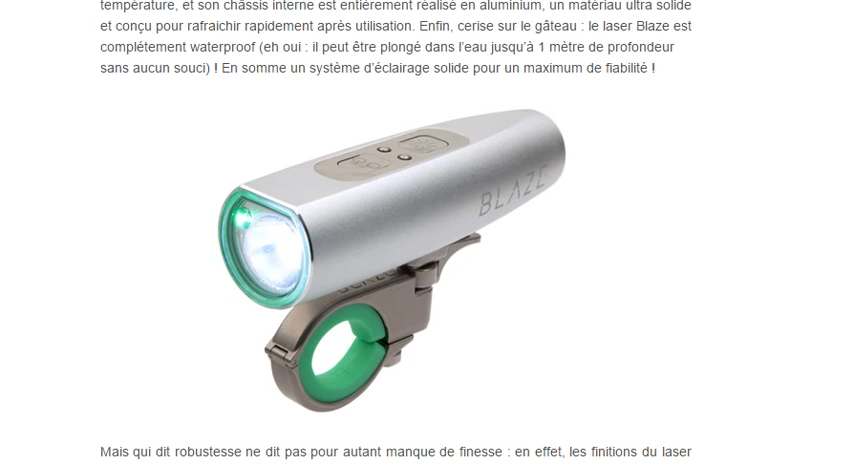 température, et son châssis interne est entièrement réalisé en aluminium, un matériau ultra solide
et conçu pour rafraichir rapidement après utilisation. Enfin, cerise sur le gâteau : le laser Blaze est
complétement waterproof (eh oui : il peut être plongé dans l'eau jusqu'à 1 mètre de profondeur
sans aucun souci) ! En somme un système d'éclairage solide pour un maximum de fiabilité !
BLAZE
BLAZE
Mais qui dit robustesse ne dit pas pour autant manque de finesse : en effet, les finitions du laser